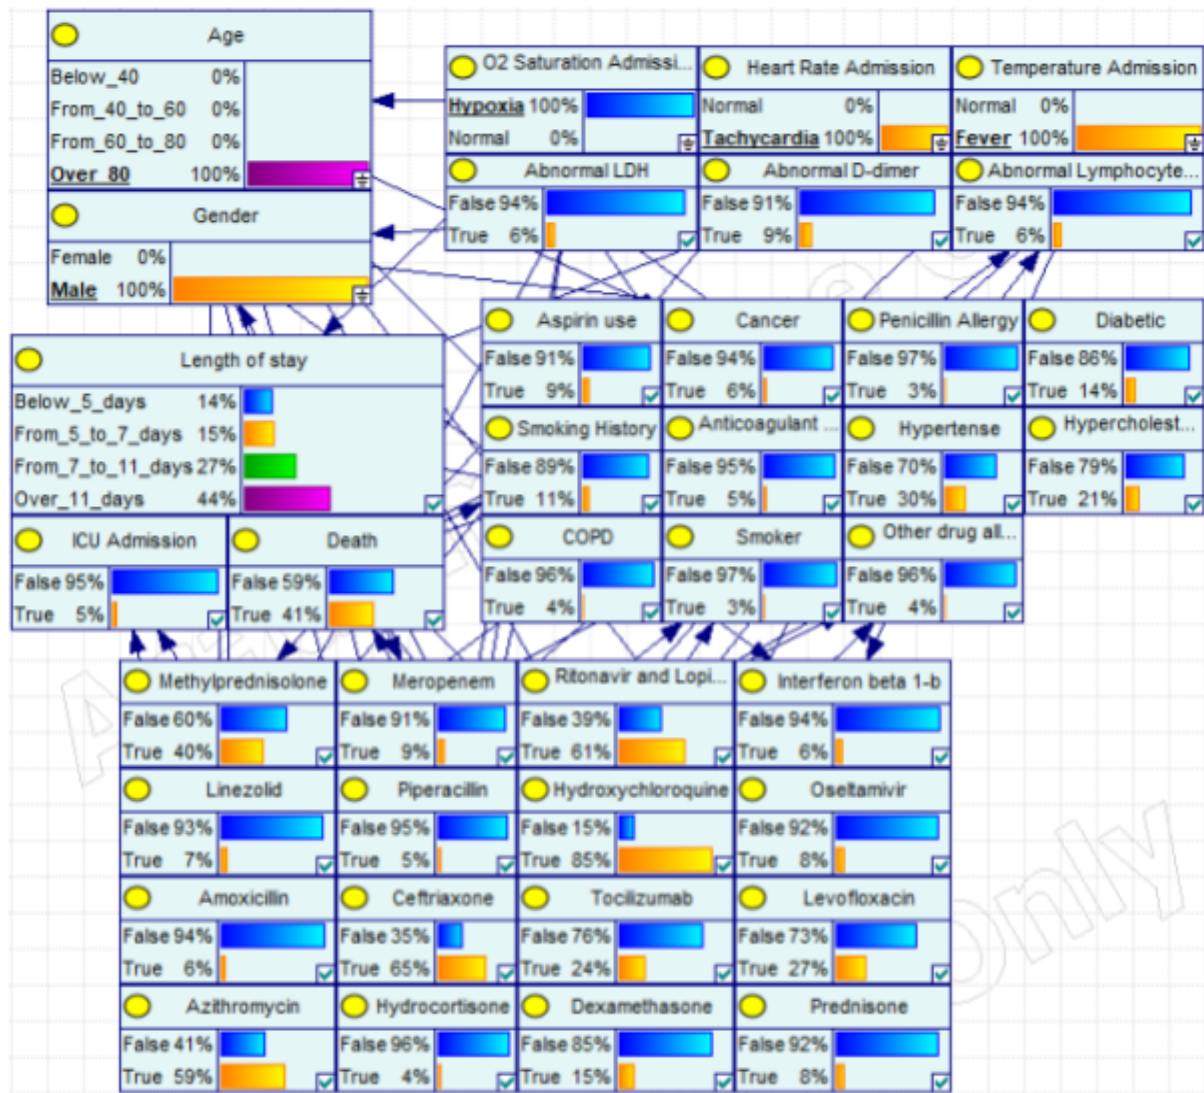 Age
Below_40 0%
From_40_to_60 0%
From_60_to_80 0%
Over_80 100%
Gender
Female 0%
Male 100%
O2 Saturation Admissi...
Hypoxia 100%
Normal 0%
Heart Rate Admission
Normal 0%
Tachycardia 100%
Temperature Admission
Normal 0%
Fever 100%
Abnormal LDH
False 94%
True 6%
Abnormal D-dimer
False 91%
True 9%
Abnormal Lymphocyte...
False 94%
True 6%
Length of stay
Below_5_days 14%
From_5_to_7_days 15%
From_7_to_11_days 27%
Over_11_days 44%
ICU Admission
False 95%
True 5%
Death
False 59%
True 41%
Aspirin use
False 91%
True 9%
Cancer
False 94%
True 6%
Penicillin Allergy
False 97%
True 3%
Diabetic
False 86%
True 14%
Smoking History
False 89%
True 11%
Anticoagulant ...
False 95%
True 5%
Hypertense
False 70%
True 30%
Hypercholest...
False 79%
True 21%
COPD
False 96%
True 4%
Smoker
False 97%
True 3%
Other drug all...
False 96%
True 4%
Methylprednisolone
False 60%
True 40%
Meropenem
False 91%
True 9%
Ritonavir and Lopi...
False 39%
True 61%
Interferon beta 1-b
False 94%
True 6%
Linezolid
False 93%
True 7%
Piperacillin
False 95%
True 5%
Hydroxychloroquine
False 15%
True 85%
Oseltamivir
False 92%
True 8%
Amoxicillin
False 94%
True 6%
Ceftriaxone
False 35%
True 65%
Tocilizumab
False 76%
True 24%
Levofloxacin
False 73%
True 27%
Azithromycin
False 41%
True 59%
Hydrocortisone
False 96%
True 4%
Dexamethasone
False 85%
True 15%
Prednisone
False 92%
True 8%
Only